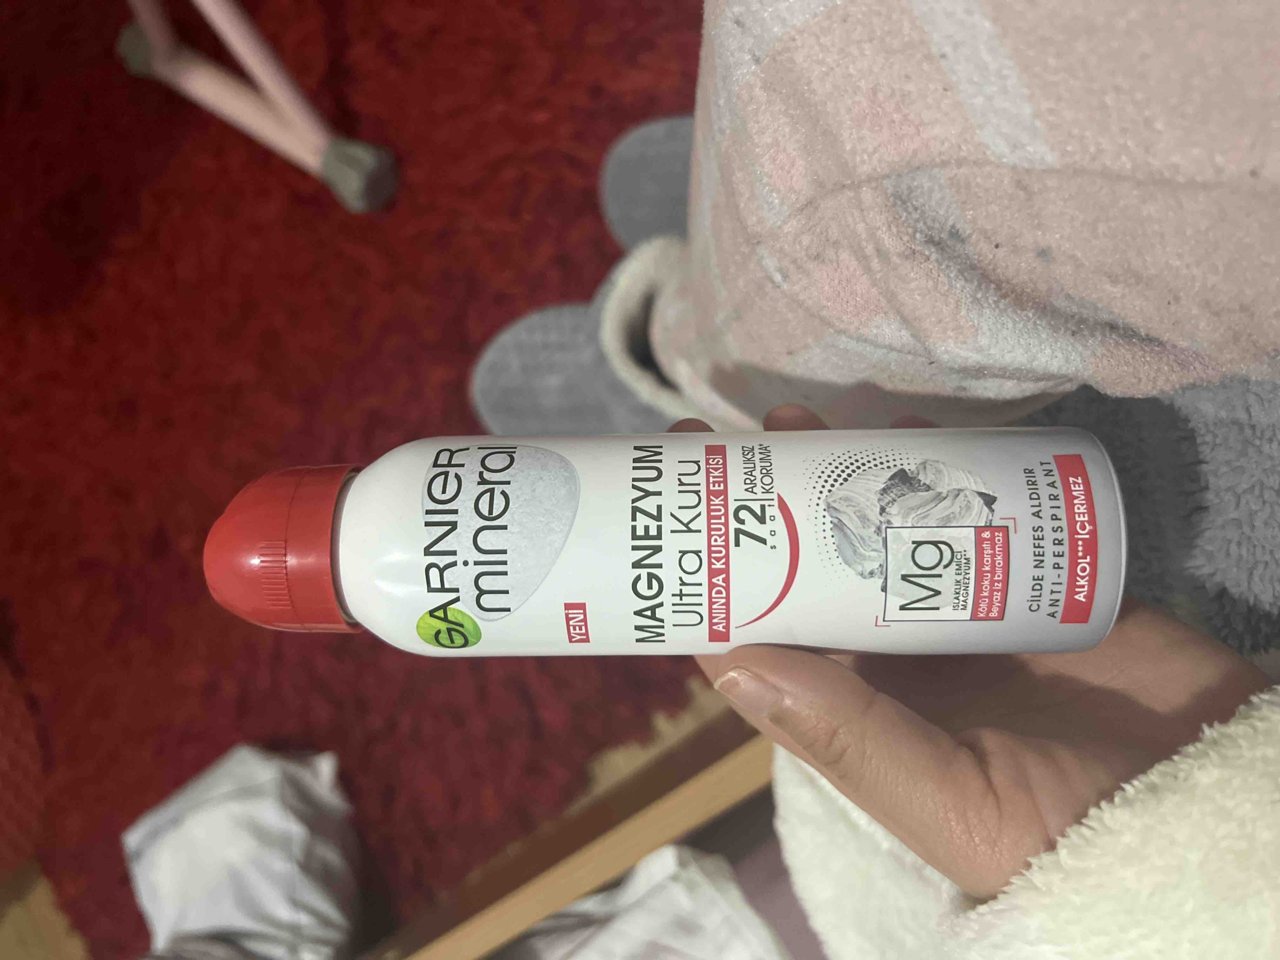 GARNIER
mineral
YENİ
MAGNEZYUM
Ultra Kuru
ANINDA KURULUK ETKİSİ
72 ARALIKSIZ
saat KORUMA*
Mg
ISLAKLIK EMİCİ
MAGNEZYUM**
Kötü koku karşıtı &
Beyaz iz bırakmaz
CİLDE NEFES ALDIRIR
ANTI-PERSPIRANT
ALKOL*** İÇERMEZ